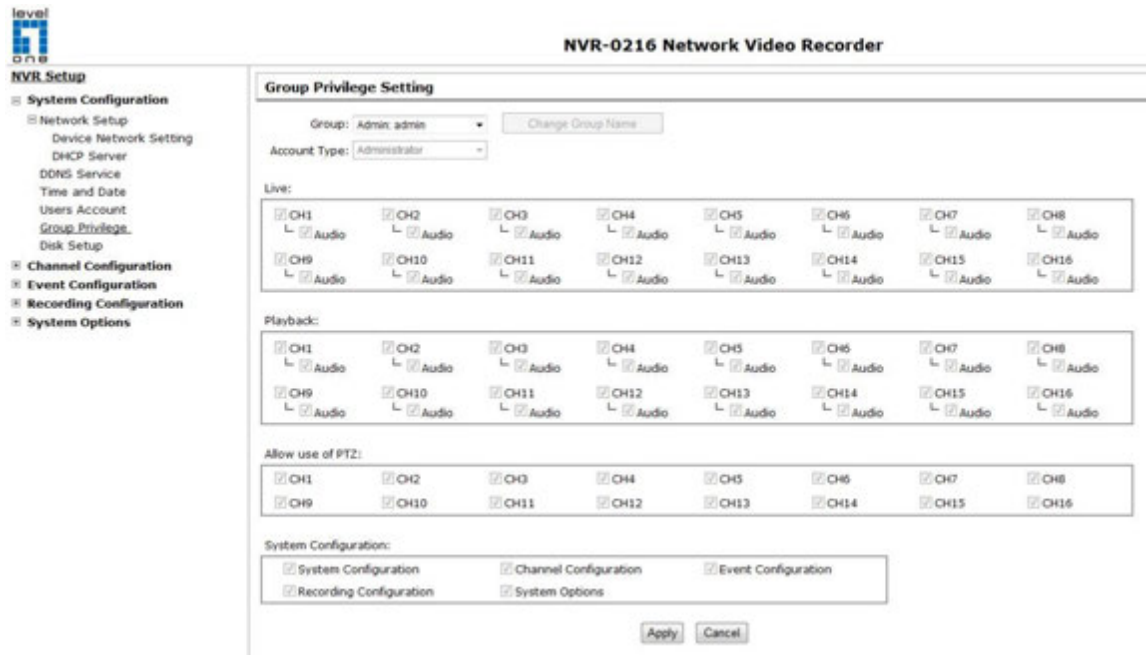 level
one
NVR-0216 Network Video Recorder
NVR Setup
System Configuration
Network Setup
Device Network Setting
DHCP Server
DDNS Service
Time and Date
Users Account
Group Privilege
Disk Setup
Channel Configuration
Event Configuration
Recording Configuration
System Options
Group Privilege Setting
Group: Admin: admin Change Group Name
Account Type: Administrator
Live:
CH1 CH2 CH3 CH4 CH5 CH6 CH7 CH8
Audio Audio Audio Audio Audio Audio Audio Audio
CH9 CH10 CH11 CH12 CH13 CH14 CH15 CH16
Audio Audio Audio Audio Audio Audio Audio Audio
Playback:
CH1 CH2 CH3 CH4 CH5 CH6 CH7 CH8
Audio Audio Audio Audio Audio Audio Audio Audio
CH9 CH10 CH11 CH12 CH13 CH14 CH15 CH16
Audio Audio Audio Audio Audio Audio Audio Audio
Allow use of PTZ:
CH1 CH2 CH3 CH4 CH5 CH6 CH7 CH8
CH9 CH10 CH11 CH12 CH13 CH14 CH15 CH16
System Configuration:
System Configuration Channel Configuration Event Configuration
Recording Configuration System Options
Apply Cancel